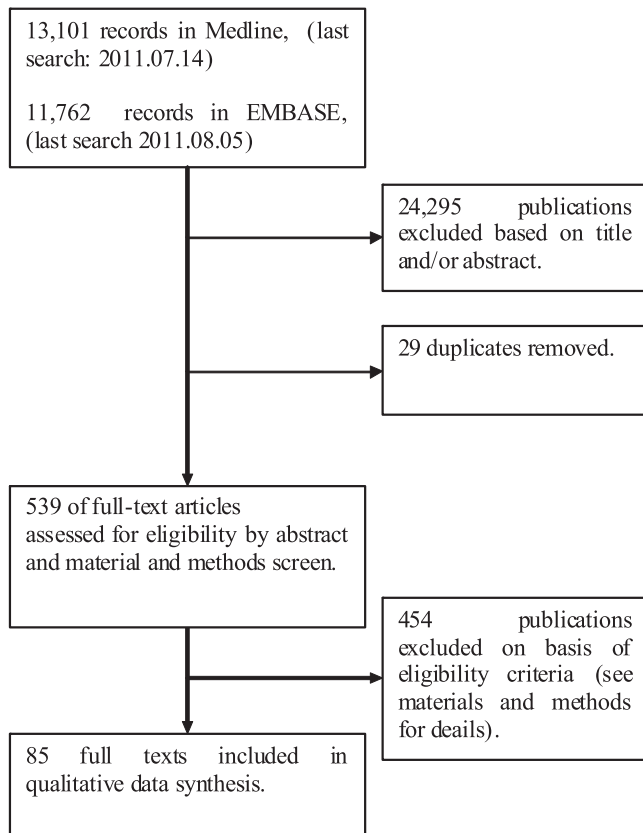 13,101 records in Medline, (last
search: 2011.07.14)
11,762 records in EMBASE,
(last search 2011.08.05)
24,295 publications
excluded based on title
and/or abstract.
29 duplicates removed.
539 of full-text articles
assessed for eligibility by abstract
and material and methods screen.
454 publications
excluded on basis of
eligibility criteria (see
materials and methods
for deails).
85 full texts included in
qualitative data synthesis.